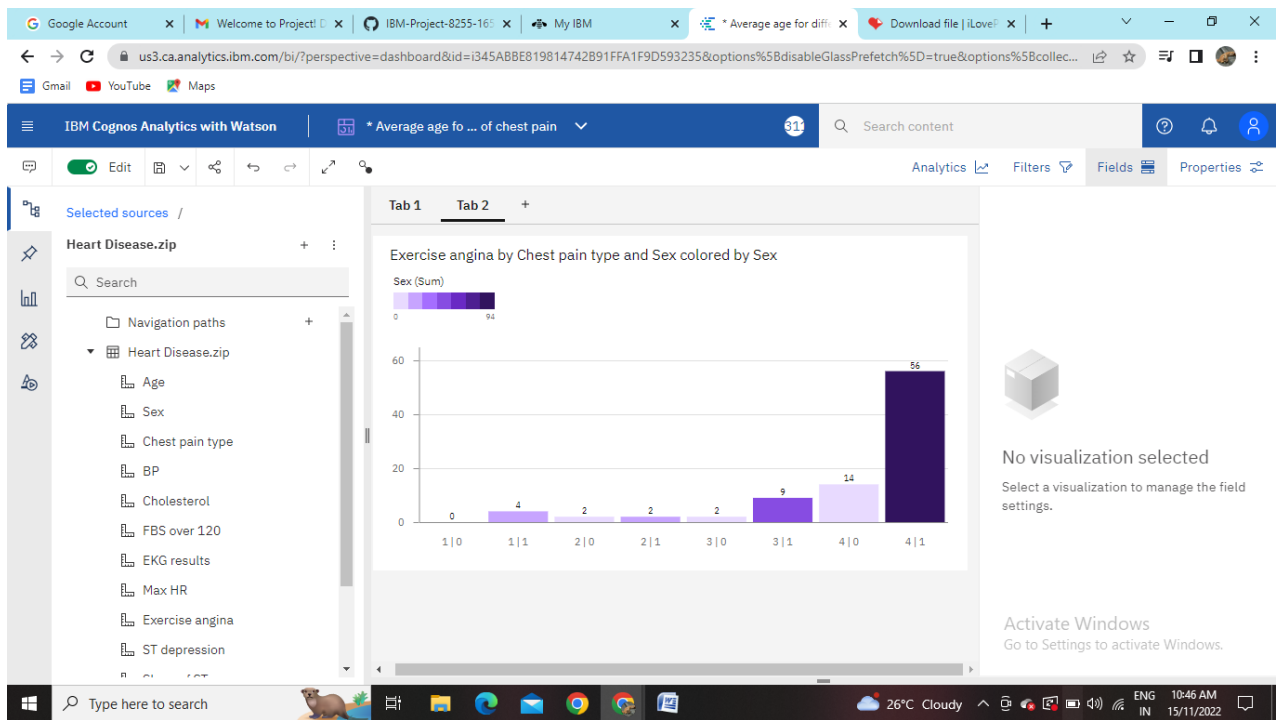 Google Account
Welcome to Project! D
IBM-Project-8255-165
My IBM
* Average age for diffe
Download file | iLoveP
us3.ca.analytics.ibm.com/bi/?perspective=dashboard&id=i345ABBE819814742B91FFA1F9D593235&options%5BdisableGlassPrefetch%5D=true&options%5Bcollec...
Gmail YouTube Maps
IBM Cognos Analytics with Watson
* Average age fo ... of chest pain
311
Search content
Edit
Analytics Filters Fields Properties
Selected sources /
Heart Disease.zip
Search
Navigation paths
Heart Disease.zip
Age
Sex
Chest pain type
BP
Cholesterol
FBS over 120
EKG results
Max HR
Exercise angina
ST depression
Tab 1 Tab 2 +
Exercise angina by Chest pain type and Sex colored by Sex
Sex (Sum)
0 94
60
40
20
0
0 4 2 2 2 9 14 56
1|0 1|1 2|0 2|1 3|0 3|1 4|0 4|1
No visualization selected
Select a visualization to manage the field
settings.
Activate Windows
Go to Settings to activate Windows.
Type here to search
26°C Cloudy
ENG
IN
10:46 AM
15/11/2022